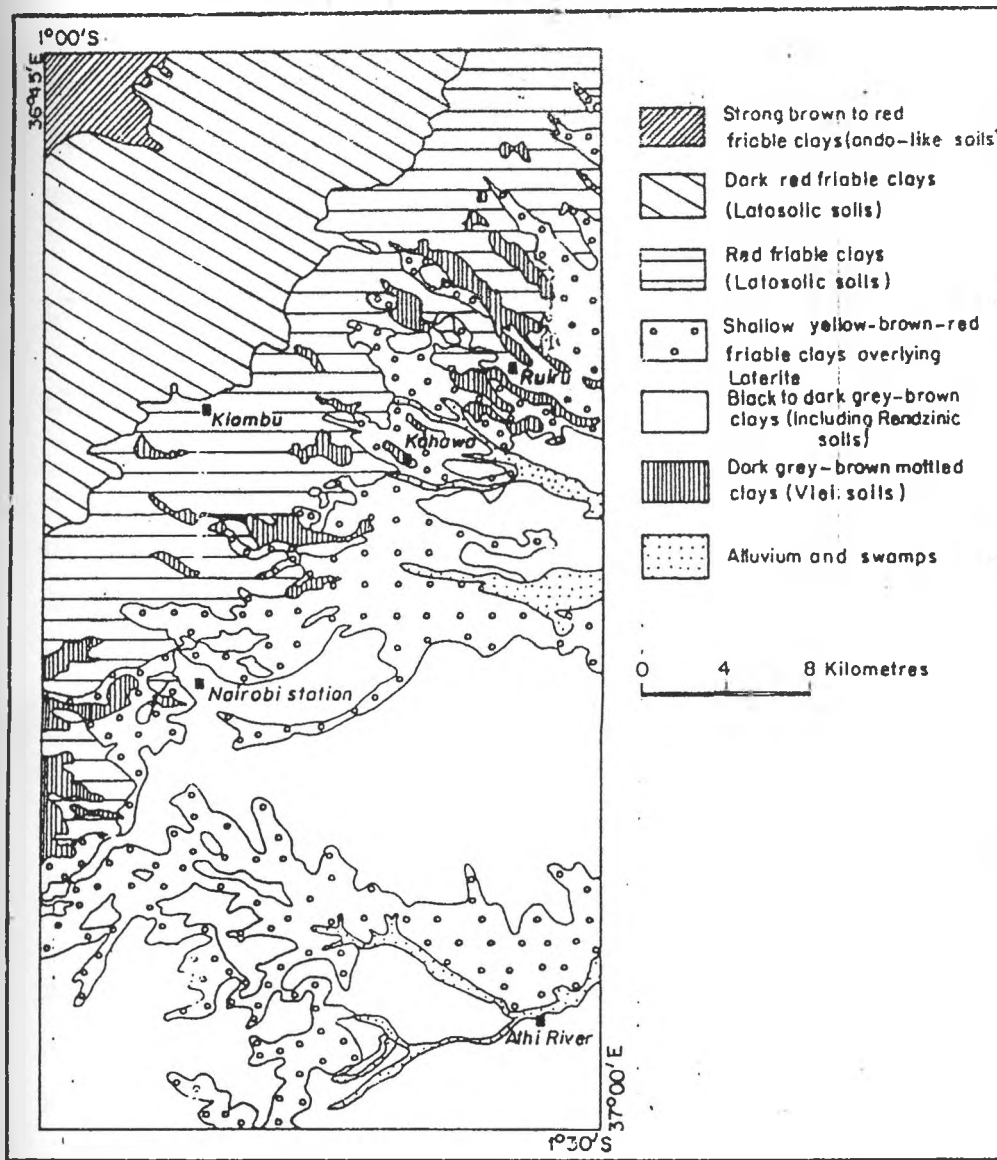 1°00'S
36°45'E
Strong brown to red
friable clays (ando-like soils)
Dark red friable clays
(Latosolic soils)
Red friable clays
(Latosolic soils)
Shallow yellow-brown-red
friable clays overlying
Laterite
Black to dark grey-brown
clays (Including Rendzinic
soils)
Dark grey-brown mottled
clays (Vlei soils)
Alluvium and swamps
0 4 8 Kilometres
Ruku
Kiambu
Kahawa
Nairobi station
Athi River
37°00'E
1°30'S